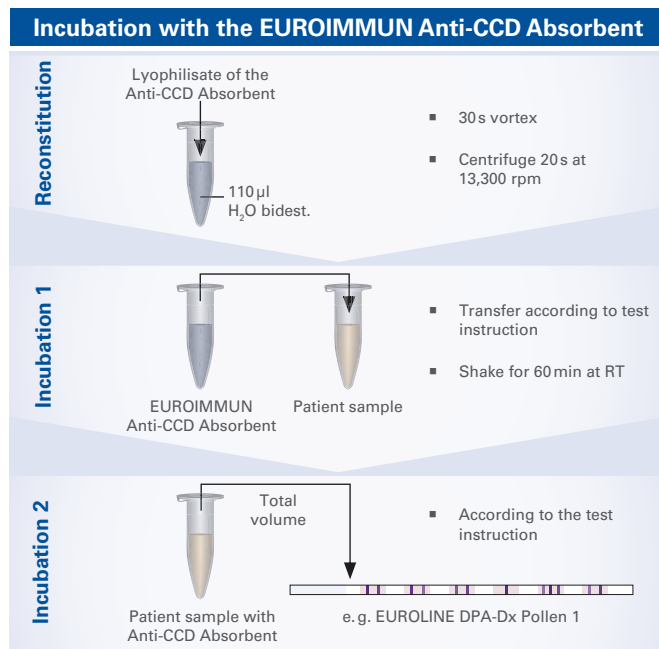 Incubation with the EUROIMMUN Anti-CCD Absorbent
Reconstitution
Lyophilisate of the
Anti-CCD Absorbent
110 µl
H₂O bidest.
▪ 30 s vortex
▪ Centrifuge 20 s at
13,300 rpm
Incubation 1
EUROIMMUN
Anti-CCD Absorbent
Patient sample
▪ Transfer according to test
instruction
▪ Shake for 60 min at RT
Incubation 2
Total
volume
Patient sample with
Anti-CCD Absorbent
e. g. EUROLINE DPA-Dx Pollen 1
▪ According to the test
instruction